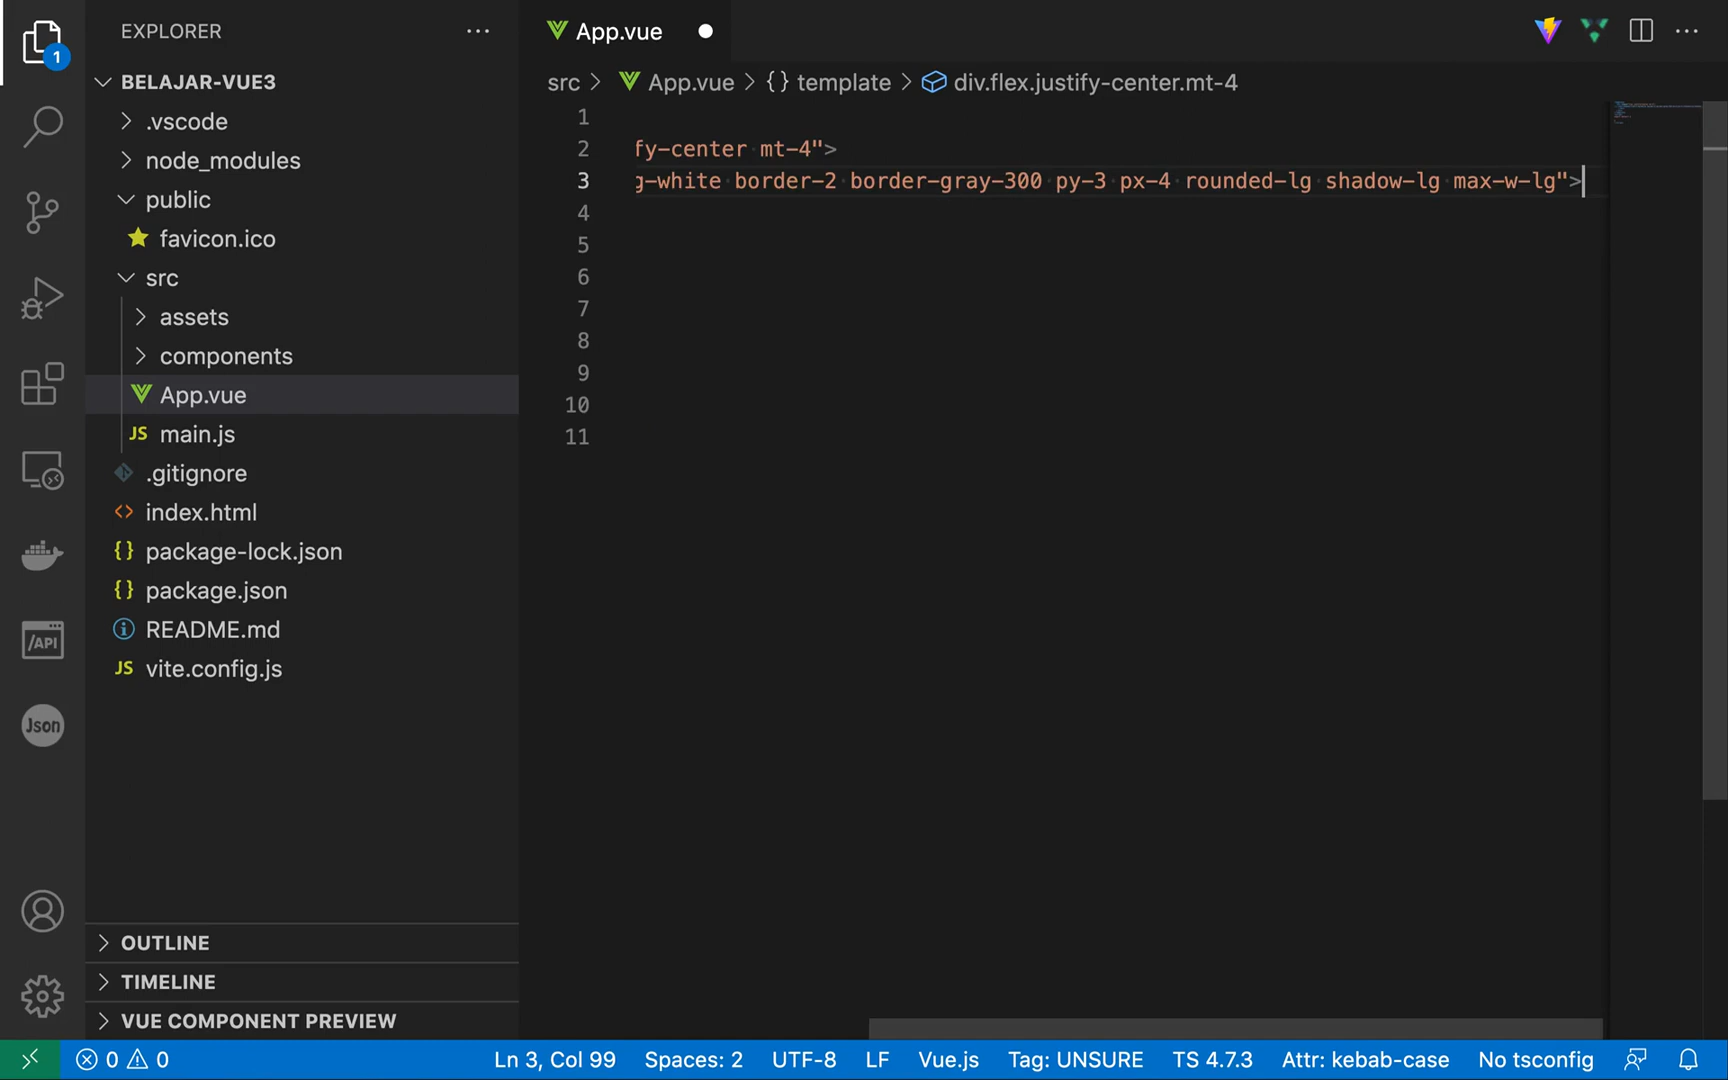 EXPLORER
1
BELAJAR-VUE3
.vscode
node_modules
public
favicon.ico
src
assets
components
App.vue
JS main.js
.gitignore
<> index.html
{} package-lock.json
{} package.json
README.md
JS vite.config.js
/API
Json
OUTLINE
TIMELINE
VUE COMPONENT PREVIEW
App.vue
src > App.vue > {} template > div.flex.justify-center.mt-4
1
2 fy-center mt-4">
3 g-white border-2 border-gray-300 py-3 px-4 rounded-lg shadow-lg max-w-lg">
4
5
6
7
8
9
10
11
0 0 Ln 3, Col 99 Spaces: 2 UTF-8 LF Vue.js Tag: UNSURE TS 4.7.3 Attr: kebab-case No tsconfig